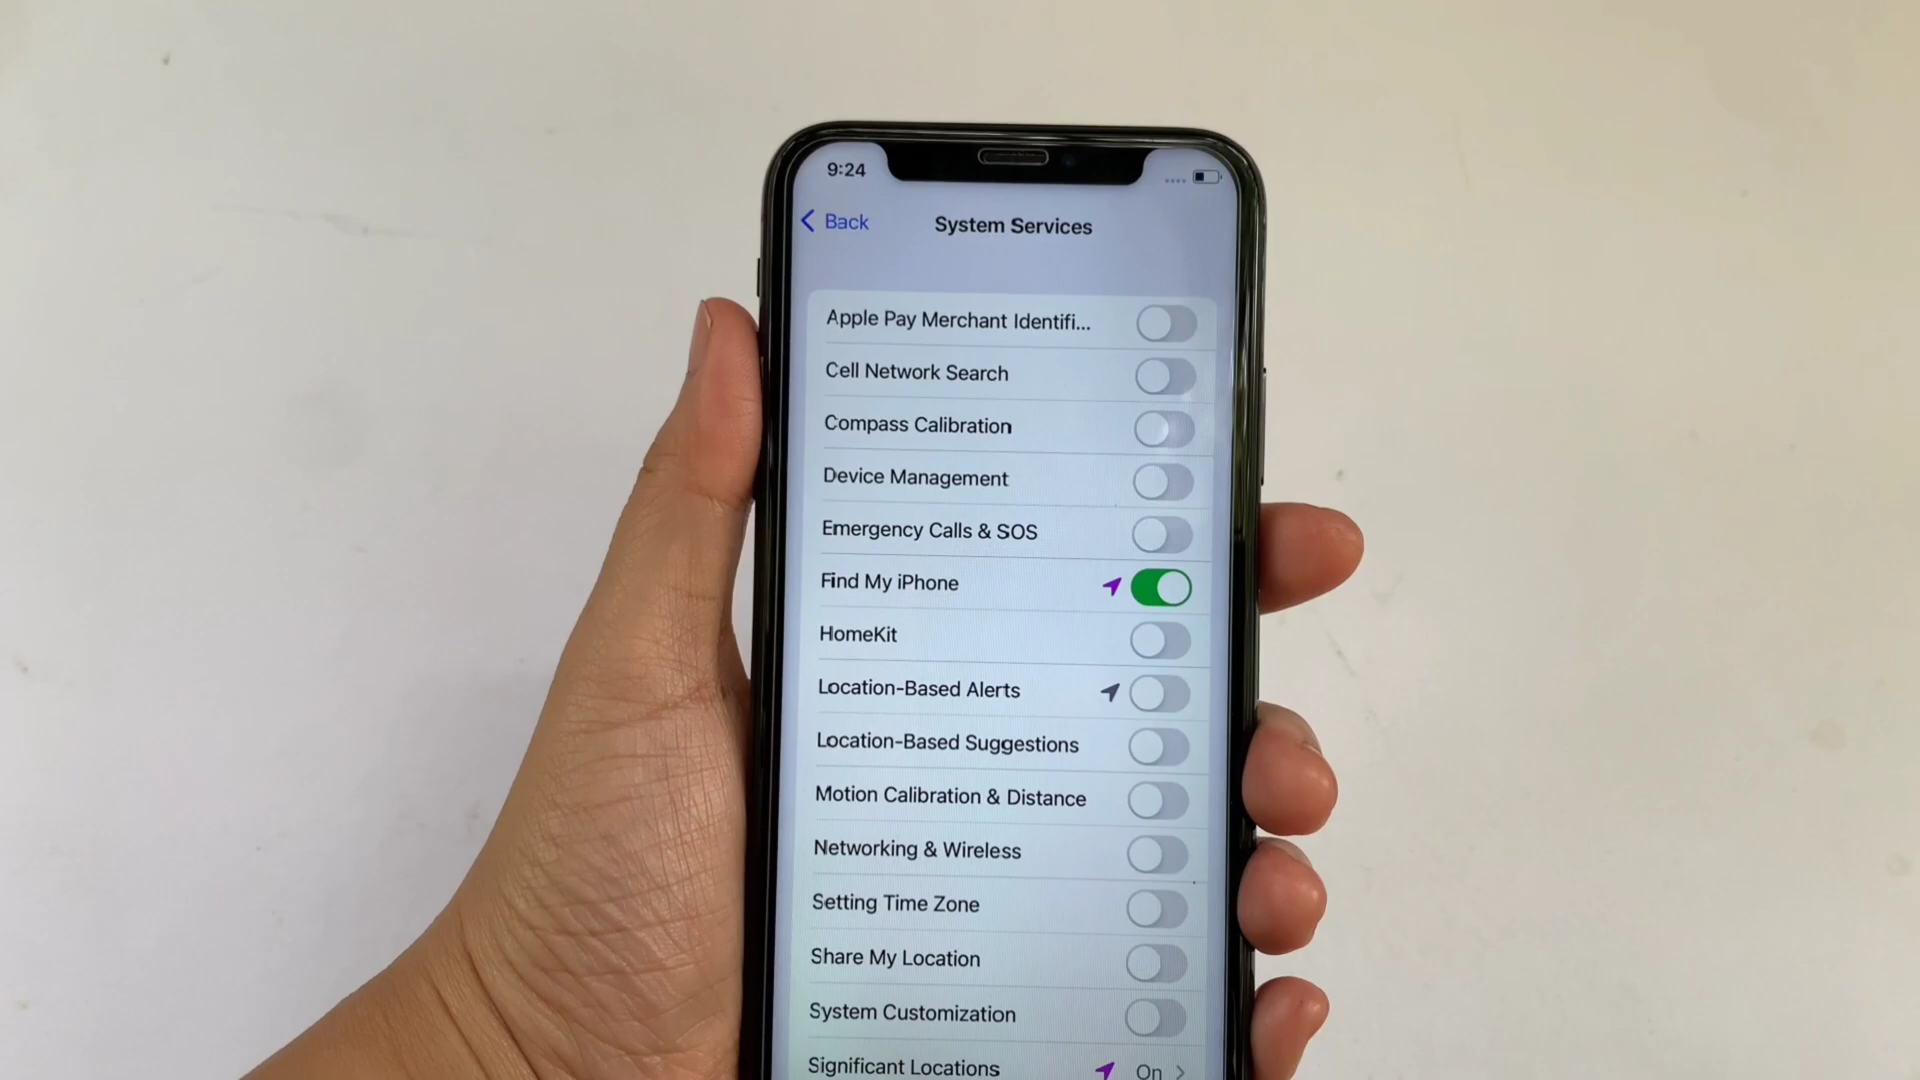 9:24
Back
System Services
Apple Pay Merchant Identifi...
Cell Network Search
Compass Calibration
Device Management
Emergency Calls & SOS
Find My iPhone
HomeKit
Location-Based Alerts
Location-Based Suggestions
Motion Calibration & Distance
Networking & Wireless
Setting Time Zone
Share My Location
System Customization
Significant Locations On